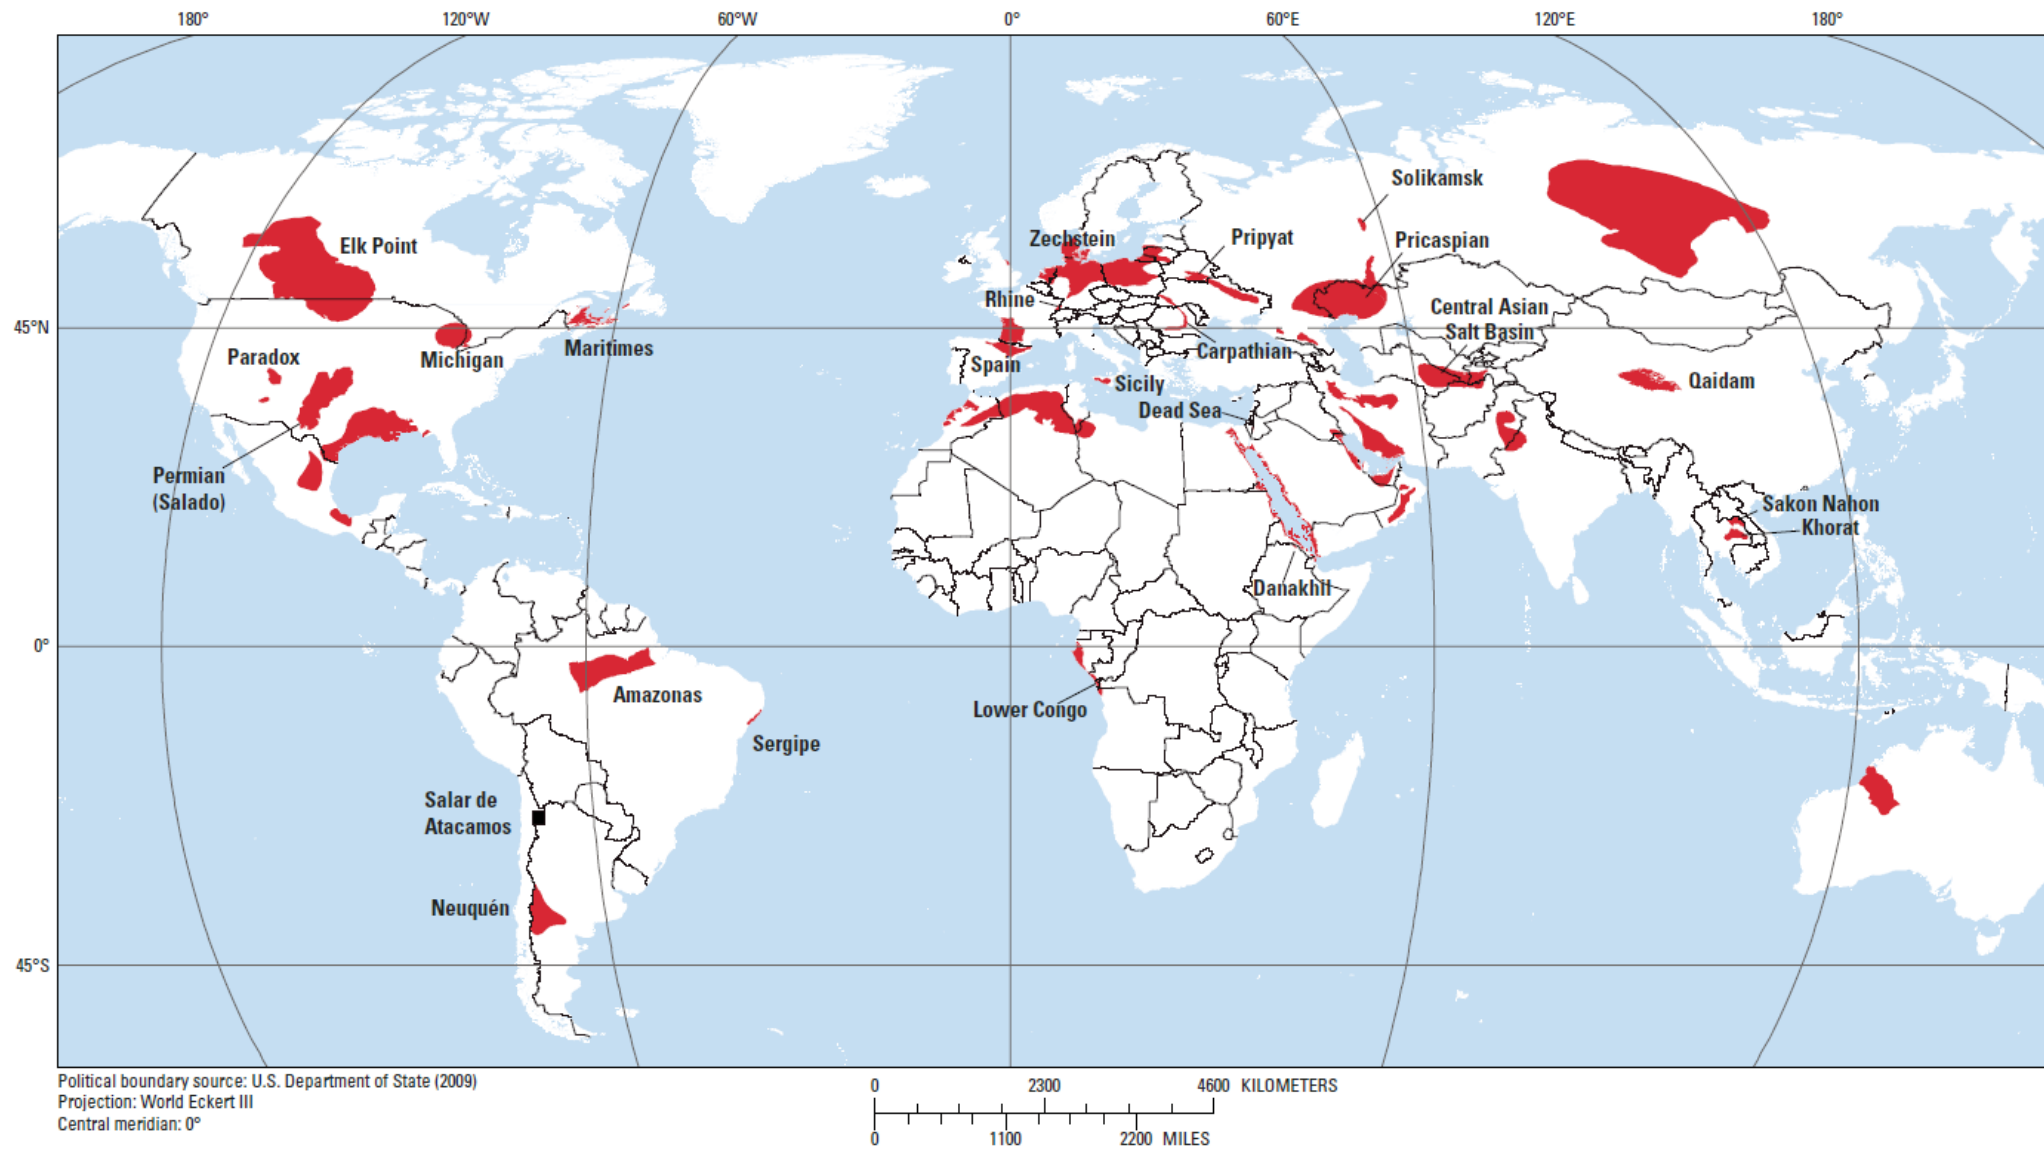 180°
120°W
60°W
0°
60°E
120°E
180°
Solikamsk
Elk Point
Zechstein
Pripyat
Pricaspian
Rhine
Central Asian
Salt Basin
45°N
Paradox
Michigan
Maritimes
Spain
Carpathian
Sicily
Qaidam
Dead Sea
Permian
(Salado)
Sakon Nahon
Khorat
Danakhil
0°
Amazonas
Lower Congo
Sergipe
Salar de
Atacamos
Neuquén
45°S
Political boundary source: U.S. Department of State (2009)
Projection: World Eckert III
Central meridian: 0°
0 2300 4600 KILOMETERS
0 1100 2200 MILES